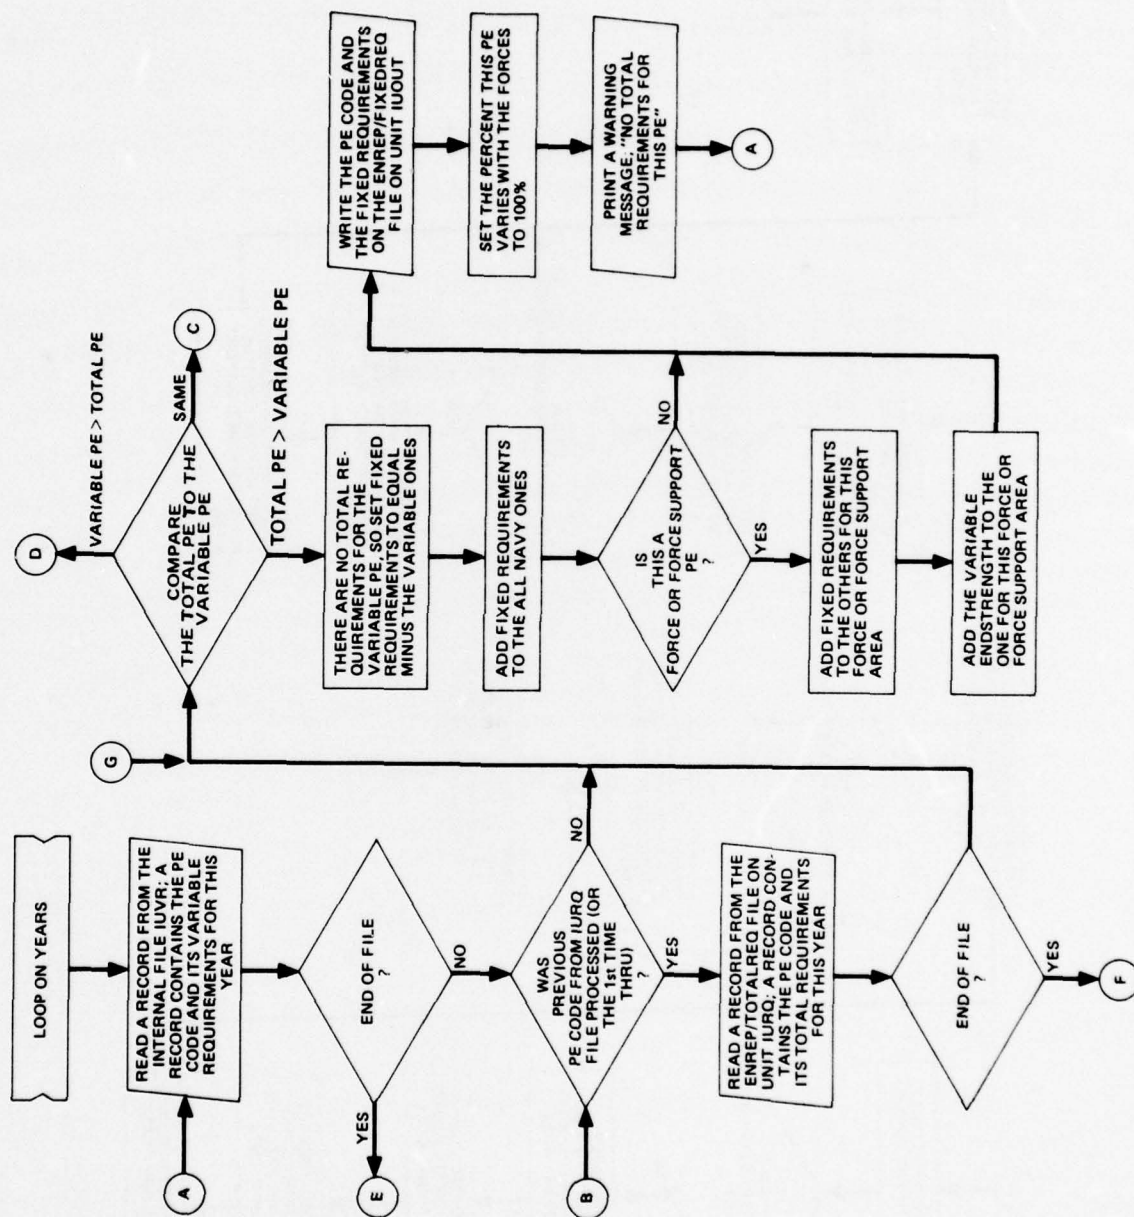 LOOP ON YEARS
A
READ A RECORD FROM THE
INTERNAL FILE IUVR; A
RECORD CONTAINS THE PE
CODE AND ITS VARIABLE
REQUIREMENTS FOR THIS
YEAR
END OF FILE
?
YES
E
NO
B
WAS
PREVIOUS
PE CODE FROM IURQ
FILE PROCESSED (OR
THE 1st TIME
THRU)
?
NO
YES
READ A RECORD FROM THE
ENREP/TOTALREQ FILE ON
UNIT IURQ; A RECORD CON-
TAINS THE PE CODE AND
ITS TOTAL REQUIREMENTS
FOR THIS YEAR
END OF FILE
?
YES
F
G
D
VARIABLE PE > TOTAL PE
COMPARE
THE TOTAL PE TO THE
VARIABLE PE
SAME
C
TOTAL PE > VARIABLE PE
THERE ARE NO TOTAL RE-
QUIREMENTS FOR THE
VARIABLE PE, SO SET FIXED
REQUIREMENTS TO EQUAL
MINUS THE VARIABLE ONES
ADD FIXED REQUIREMENTS
TO THE ALL NAVY ONES
IS
THIS A
FORCE OR FORCE SUPPORT
PE
?
NO
YES
ADD FIXED REQUIREMENTS
TO THE OTHERS FOR THIS
FORCE OR FORCE SUPPORT
AREA
ADD THE VARIABLE
ENDSTRENGTH TO THE
ONE FOR THIS FORCE OR
FORCE SUPPORT AREA
WRITE THE PE CODE AND
THE FIXED REQUIREMENTS
ON THE ENREP/FIXEDREQ
FILE ON UNIT IUOUT
SET THE PERCENT THIS PE
VARIES WITH THE FORCES
TO 100%
PRINT A WARNING
MESSAGE; "NO TOTAL
REQUIREMENTS FOR
THIS PE"
A